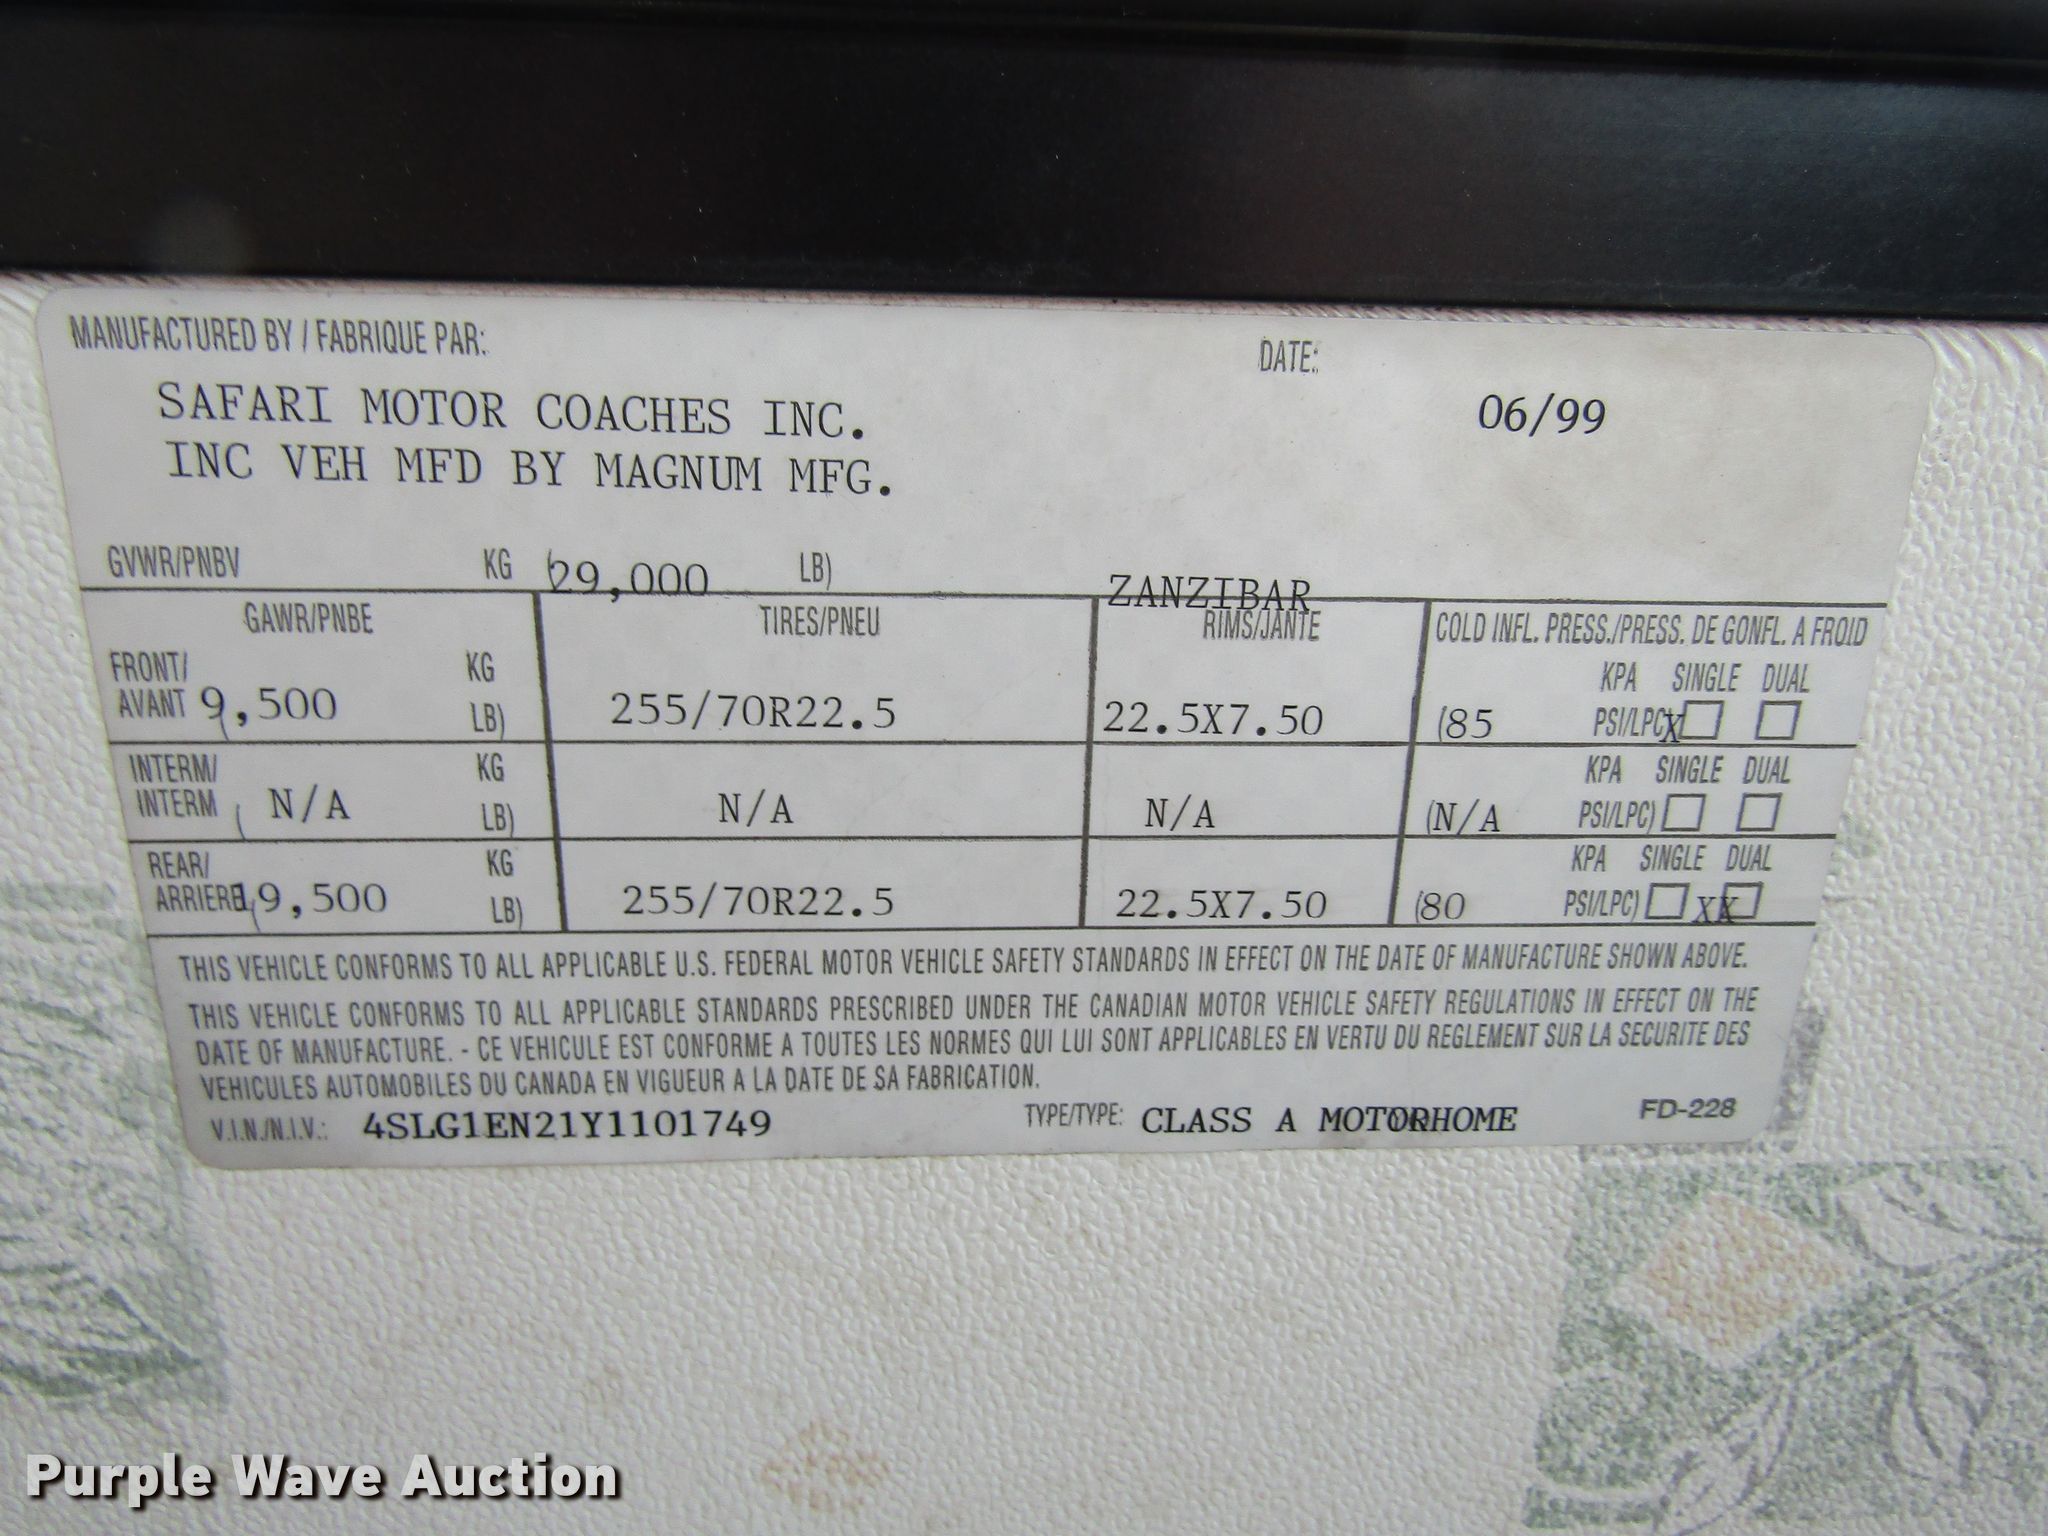 MANUFACTURED BY / FABRIQUE PAR: DATE:
SAFARI MOTOR COACHES INC. 06/99
INC VEH MFD BY MAGNUM MFG.
GVWR/PNBV KG (29,000 LB) ZANZIBAR
GAWR/PNBE TIRES/PNEU RIMS/JANTE COLD INFL. PRESS./PRESS. DE GONFL. A FROID
FRONT/ KG KPA SINGLE DUAL
AVANT (9,500 LB) 255/70R22.5 22.5X7.50 (85 PSI/LPC) X
INTERM/ KG KPA SINGLE DUAL
INTERM ( N/A LB) N/A N/A (N/A PSI/LPC)
REAR/ KG KPA SINGLE DUAL
ARRIERE (19,500 LB) 255/70R22.5 22.5X7.50 (80 PSI/LPC) XX
THIS VEHICLE CONFORMS TO ALL APPLICABLE U.S. FEDERAL MOTOR VEHICLE SAFETY STANDARDS IN EFFECT ON THE DATE OF MANUFACTURE SHOWN ABOVE.
THIS VEHICLE CONFORMS TO ALL APPLICABLE STANDARDS PRESCRIBED UNDER THE CANADIAN MOTOR VEHICLE SAFETY REGULATIONS IN EFFECT ON THE
DATE OF MANUFACTURE. - CE VEHICULE EST CONFORME A TOUTES LES NORMES QUI LUI SONT APPLICABLES EN VERTU DU REGLEMENT SUR LA SECURITE DES
VEHICULES AUTOMOBILES DU CANADA EN VIGUEUR A LA DATE DE SA FABRICATION.
V.I.N./N.I.V.: 4SLG1EN21Y1101749 TYPE/TYPE: CLASS A MOTORHOME FD-228
Purple Wave Auction